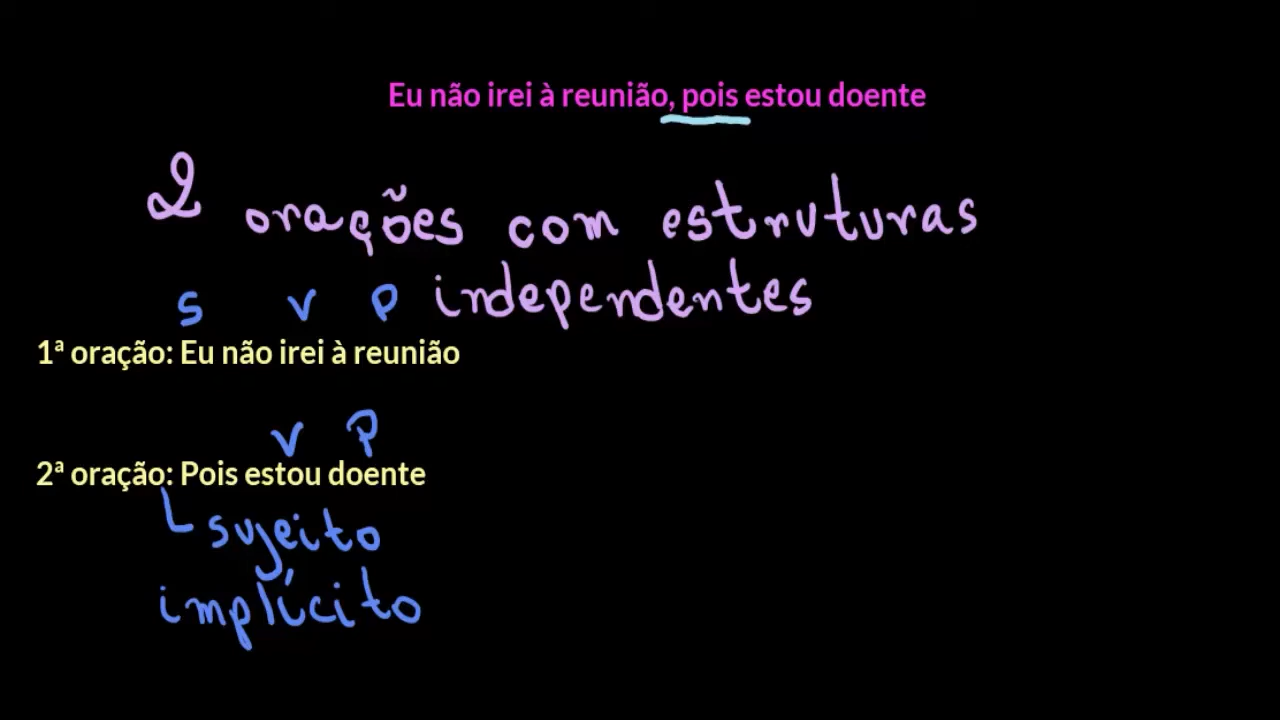 Eu não irei à reunião, pois estou doente
2 orações com estruturas
independentes
S V P
1ª oração: Eu não irei à reunião
V P
2ª oração: Pois estou doente
sujeito
implícito